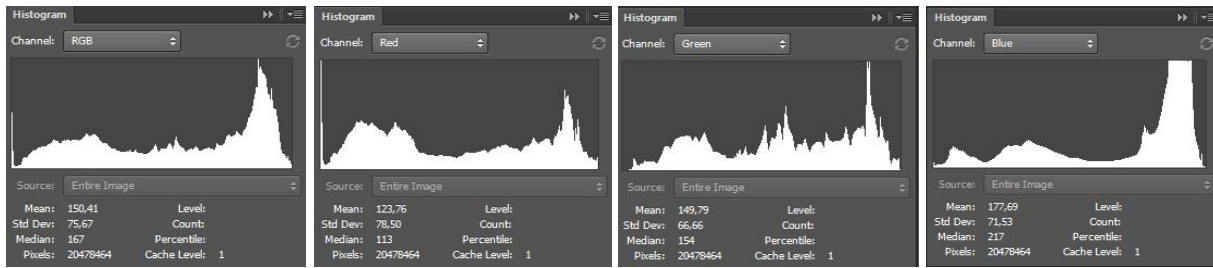 Histogram
Channel: RGB
Source: Entire Image
Mean: 150,41 Level:
Std Dev: 75,67 Count:
Median: 167 Percentile:
Pixels: 20478464 Cache Level: 1
Histogram
Channel: Red
Source: Entire Image
Mean: 123,76 Level:
Std Dev: 78,50 Count:
Median: 113 Percentile:
Pixels: 20478464 Cache Level: 1
Histogram
Channel: Green
Source: Entire Image
Mean: 149,79 Level:
Std Dev: 66,66 Count:
Median: 154 Percentile:
Pixels: 20478464 Cache Level: 1
Histogram
Channel: Blue
Source: Entire Image
Mean: 177,69 Level:
Std Dev: 71,53 Count:
Median: 217 Percentile:
Pixels: 20478464 Cache Level: 1